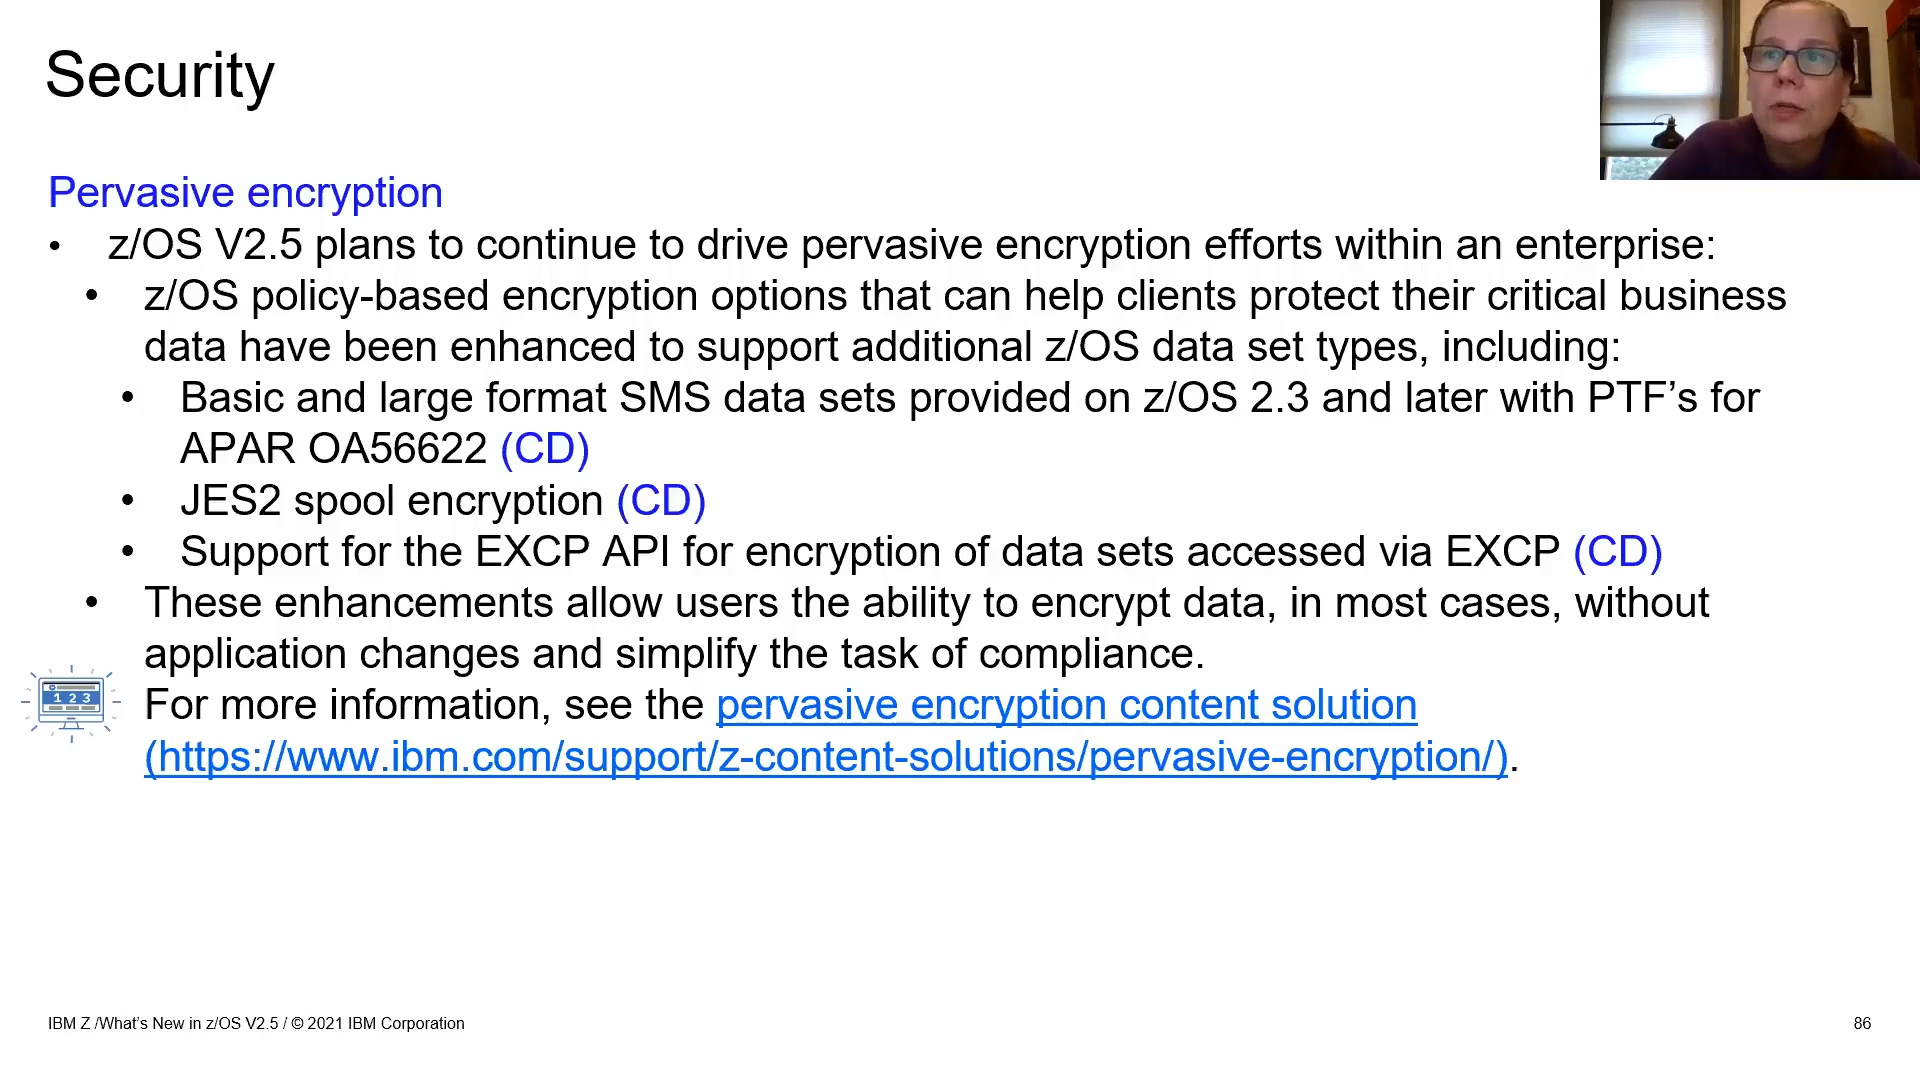 Security
Pervasive encryption
• z/OS V2.5 plans to continue to drive pervasive encryption efforts within an enterprise:
• z/OS policy-based encryption options that can help clients protect their critical business
data have been enhanced to support additional z/OS data set types, including:
• Basic and large format SMS data sets provided on z/OS 2.3 and later with PTF’s for
APAR OA56622 (CD)
• JES2 spool encryption (CD)
• Support for the EXCP API for encryption of data sets accessed via EXCP (CD)
• These enhancements allow users the ability to encrypt data, in most cases, without
application changes and simplify the task of compliance.
1 2 3
For more information, see the pervasive encryption content solution
(https://www.ibm.com/support/z-content-solutions/pervasive-encryption/).
IBM Z /What’s New in z/OS V2.5 / © 2021 IBM Corporation
86